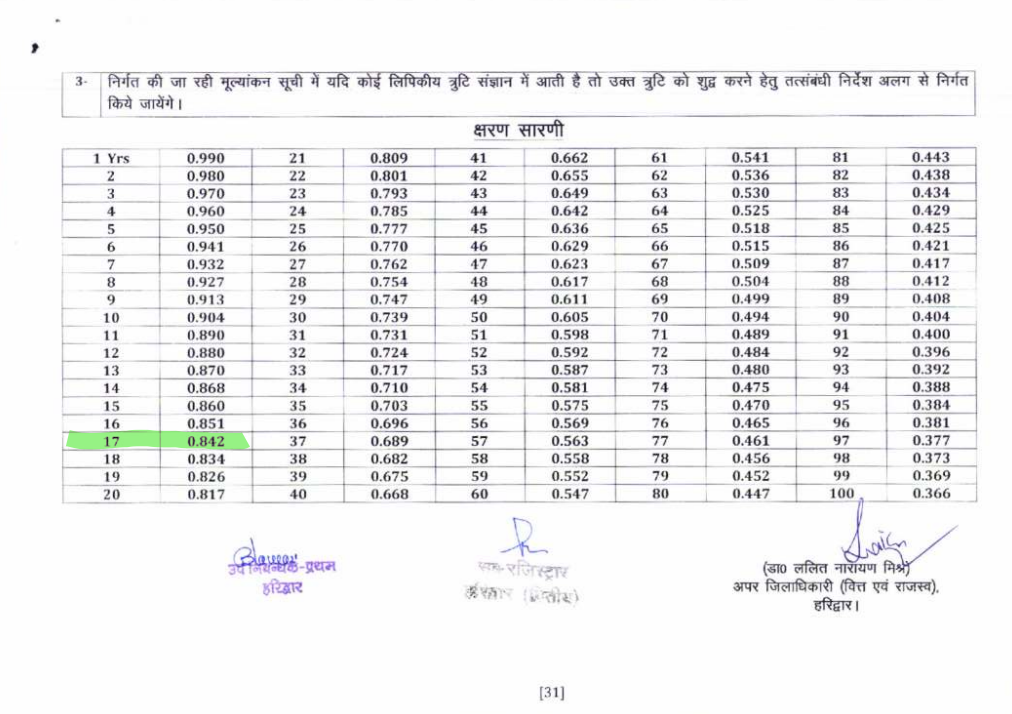 3- निर्गत की जा रही मूल्यांकन सूची में यदि कोई लिपिकीय त्रुटि संज्ञान में आती है तो उक्त त्रुटि को शुद्व करने हेतु तत्संबंधी निर्देश अलग से निर्गत
किये जायेंगे।
क्षरण सारणी
1 Yrs 0.990 21 0.809 41 0.662 61 0.541 81 0.443
2 0.980 22 0.801 42 0.655 62 0.536 82 0.438
3 0.970 23 0.793 43 0.649 63 0.530 83 0.434
4 0.960 24 0.785 44 0.642 64 0.525 84 0.429
5 0.950 25 0.777 45 0.636 65 0.518 85 0.425
6 0.941 26 0.770 46 0.629 66 0.515 86 0.421
7 0.932 27 0.762 47 0.623 67 0.509 87 0.417
8 0.927 28 0.754 48 0.617 68 0.504 88 0.412
9 0.913 29 0.747 49 0.611 69 0.499 89 0.408
10 0.904 30 0.739 50 0.605 70 0.494 90 0.404
11 0.890 31 0.731 51 0.598 71 0.489 91 0.400
12 0.880 32 0.724 52 0.592 72 0.484 92 0.396
13 0.870 33 0.717 53 0.587 73 0.480 93 0.392
14 0.868 34 0.710 54 0.581 74 0.475 94 0.388
15 0.860 35 0.703 55 0.575 75 0.470 95 0.384
16 0.851 36 0.696 56 0.569 76 0.465 96 0.381
17 0.842 37 0.689 57 0.563 77 0.461 97 0.377
18 0.834 38 0.682 58 0.558 78 0.456 98 0.373
19 0.826 39 0.675 59 0.552 79 0.452 99 0.369
20 0.817 40 0.668 60 0.547 80 0.447 100 0.366
उप निबन्धक-प्रथम
हरिद्वार
रजिस्ट्रार
(द्वितीय)
(डा0 ललित नारायण मिश्र)
अपर जिलाधिकारी (वित्त एवं राजस्व),
हरिद्वार।
[31]